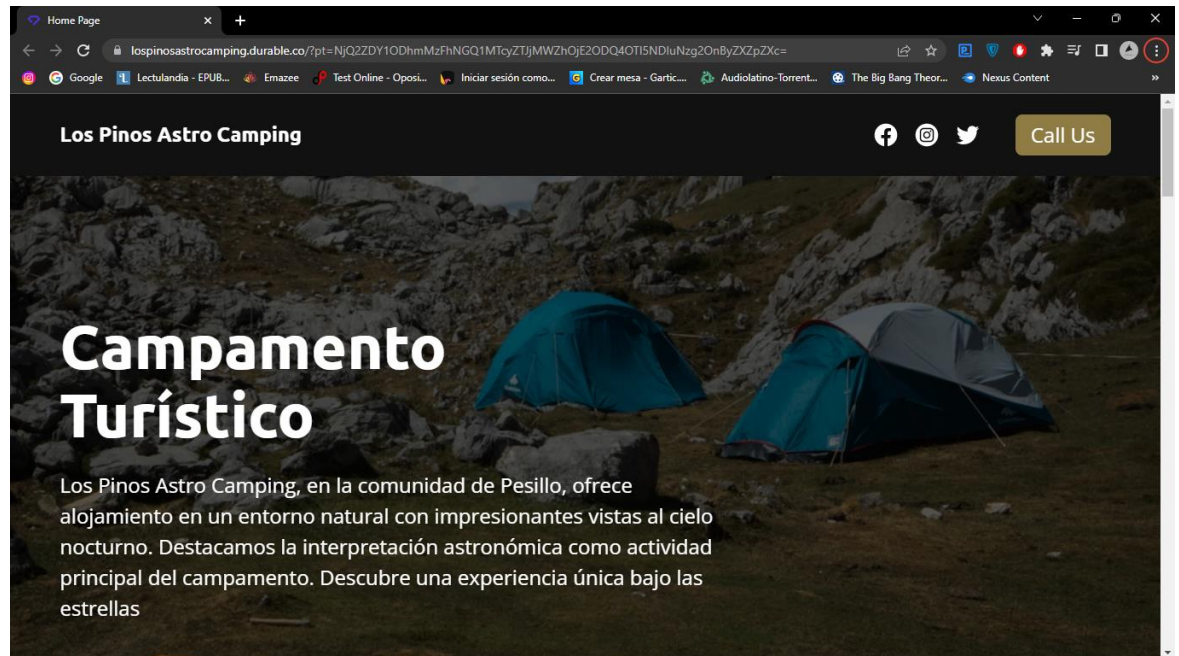 Home Page
lospinosastrocamping.durable.co/?pt=NjQ2ZDY1ODhmMzFhNGQ1MTcyZTJjMWZhOjE2ODQ4OTI5NDIuNzg2OnByZXZpZXc=
Google Lectulandia - EPUB... Emazee Test Online - Oposi... Iniciar sesión como... Crear mesa - Gartic.... Audiolatino-Torrent... The Big Bang Theor... Nexus Content »
Los Pinos Astro Camping Call Us
Campamento
Turístico
Los Pinos Astro Camping, en la comunidad de Pesillo, ofrece
alojamiento en un entorno natural con impresionantes vistas al cielo
nocturno. Destacamos la interpretación astronómica como actividad
principal del campamento. Descubre una experiencia única bajo las
estrellas